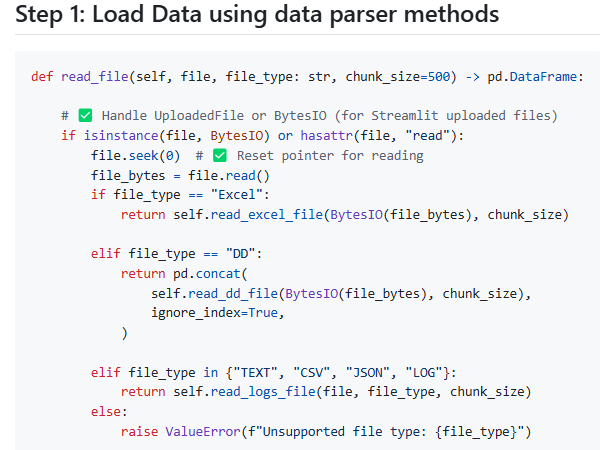 Step 1: Load Data using data parser methods
def read_file(self, file, file_type: str, chunk_size=500) -> pd.DataFrame:
# ✅ Handle UploadedFile or BytesIO (for Streamlit uploaded files)
if isinstance(file, BytesIO) or hasattr(file, "read"):
file.seek(0)  # ✅ Reset pointer for reading
file_bytes = file.read()
if file_type == "Excel":
return self.read_excel_file(BytesIO(file_bytes), chunk_size)
elif file_type == "DD":
return pd.concat(
self.read_dd_file(BytesIO(file_bytes), chunk_size),
ignore_index=True,
)
elif file_type in {"TEXT", "CSV", "JSON", "LOG"}:
return self.read_logs_file(file, file_type, chunk_size)
else:
raise ValueError(f"Unsupported file type: {file_type}")